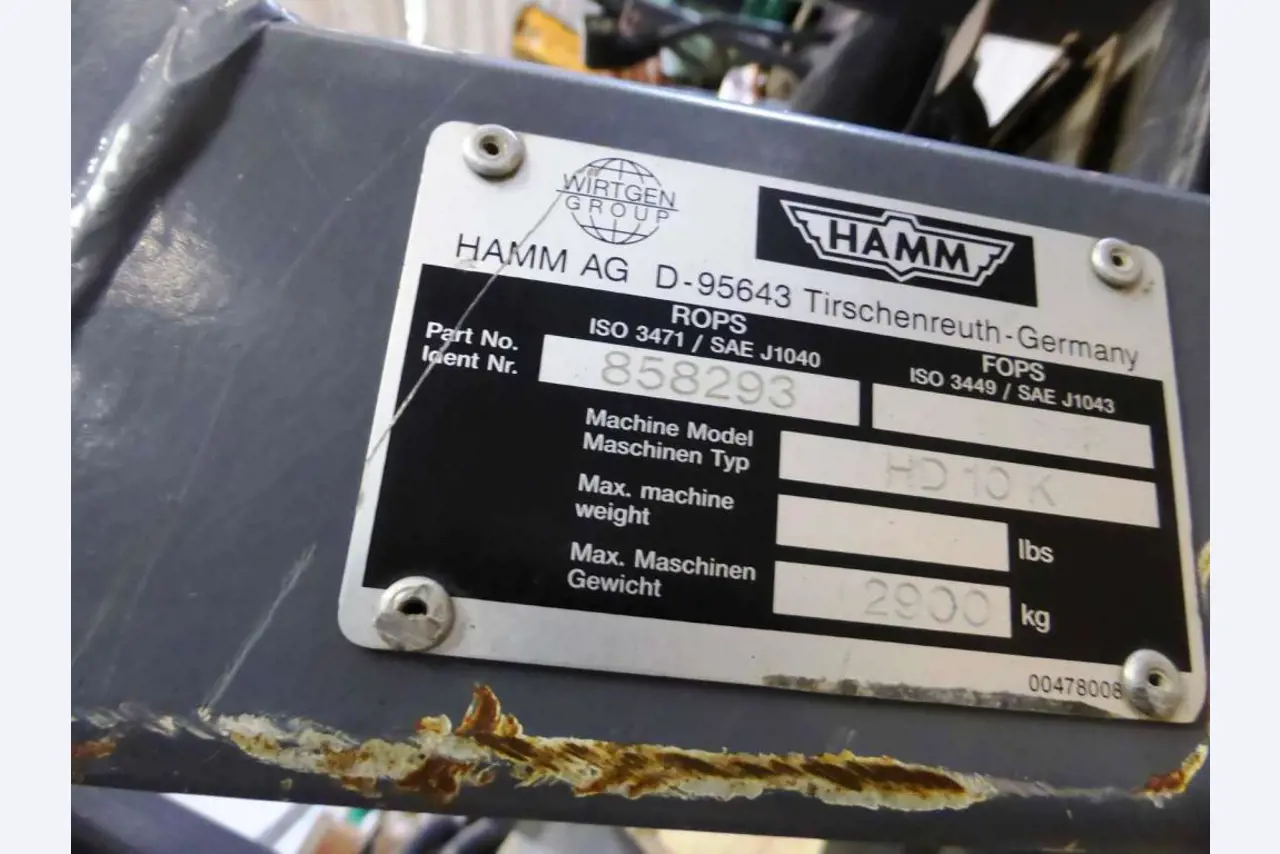 WIRTGEN
GROUP
HAMM
HAMM AG D-95643 Tirschenreuth-Germany
ROPS
ISO 3471 / SAE J1040
FOPS
ISO 3449 / SAE J1043
Part No.
Ident Nr.
858293
Machine Model
Maschinen Typ
HD 10 K
Max. machine
weight
lbs
Max. Maschinen
Gewicht
2900 kg
00478008